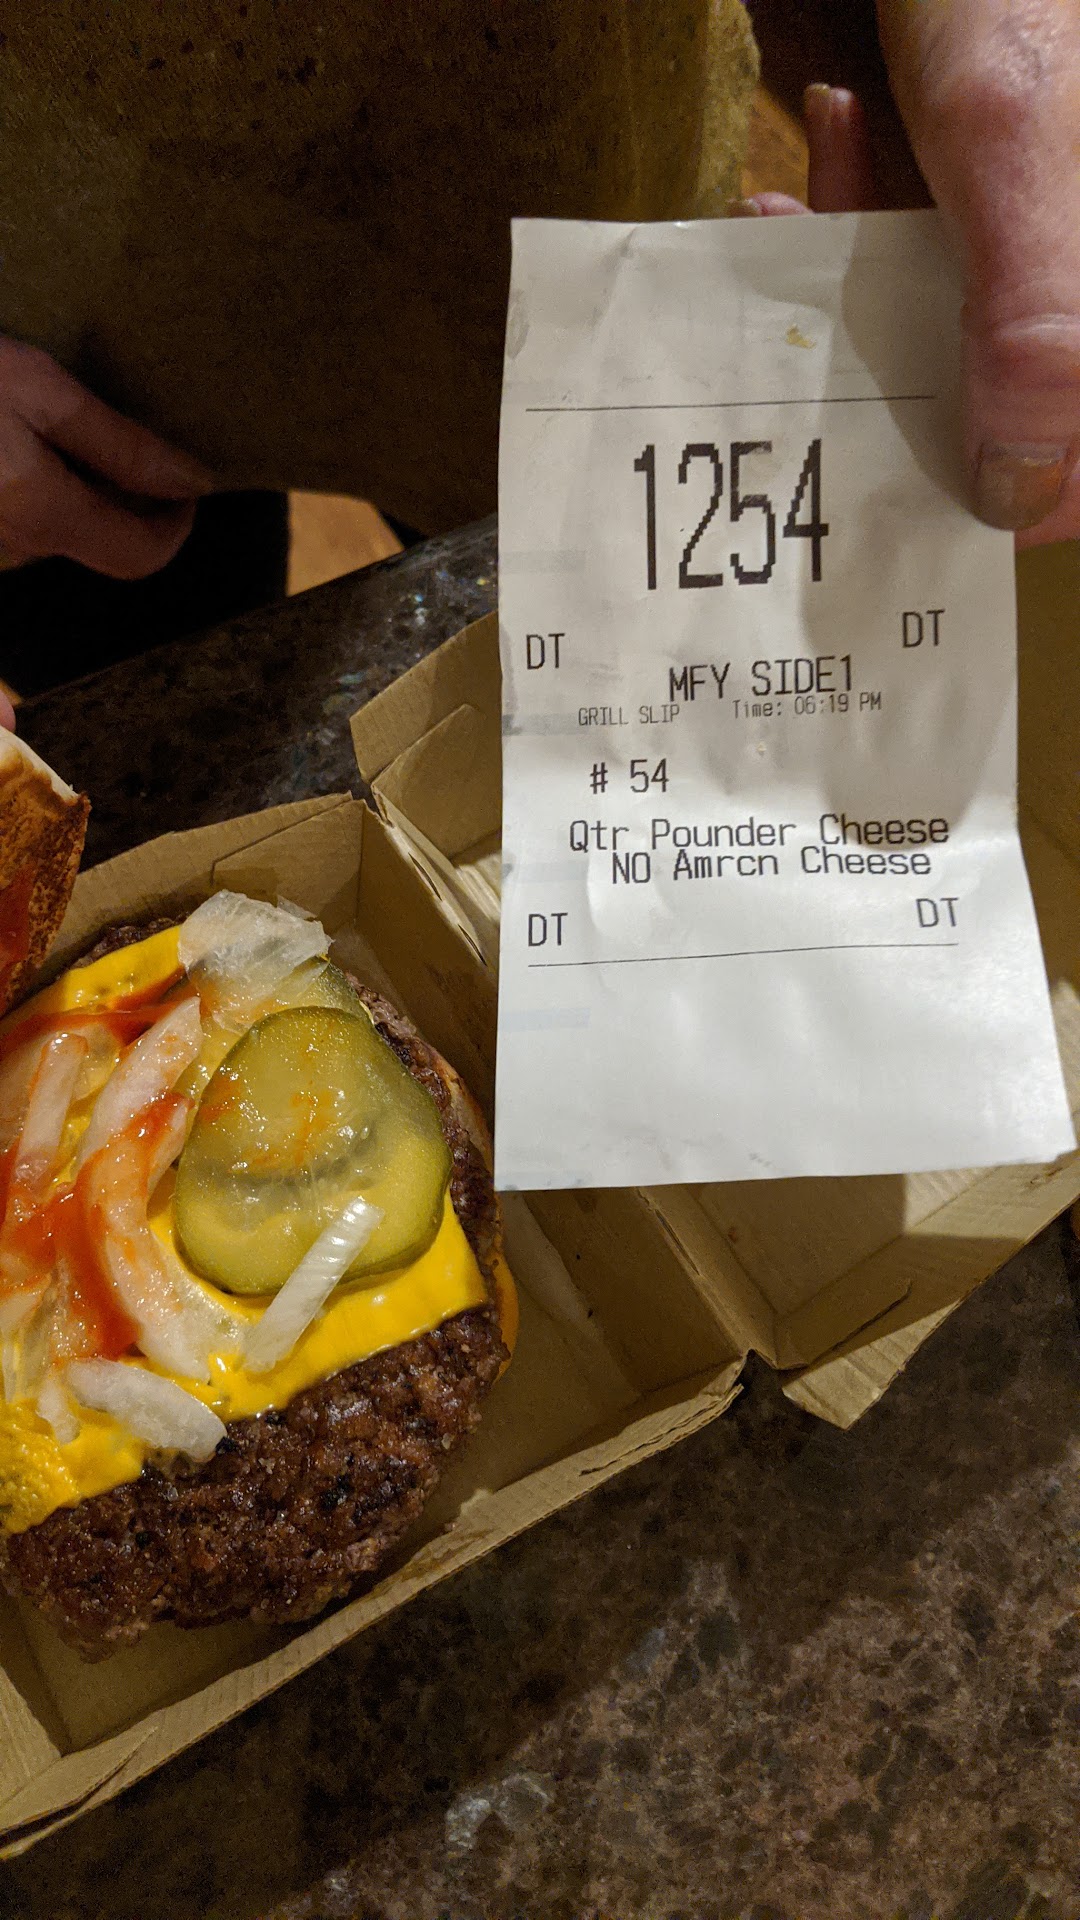 1254
DT DT
MFY SIDE1
GRILL SLIP Time: 06:19 PM
# 54
Qtr Pounder Cheese
NO Amrcn Cheese
DT DT